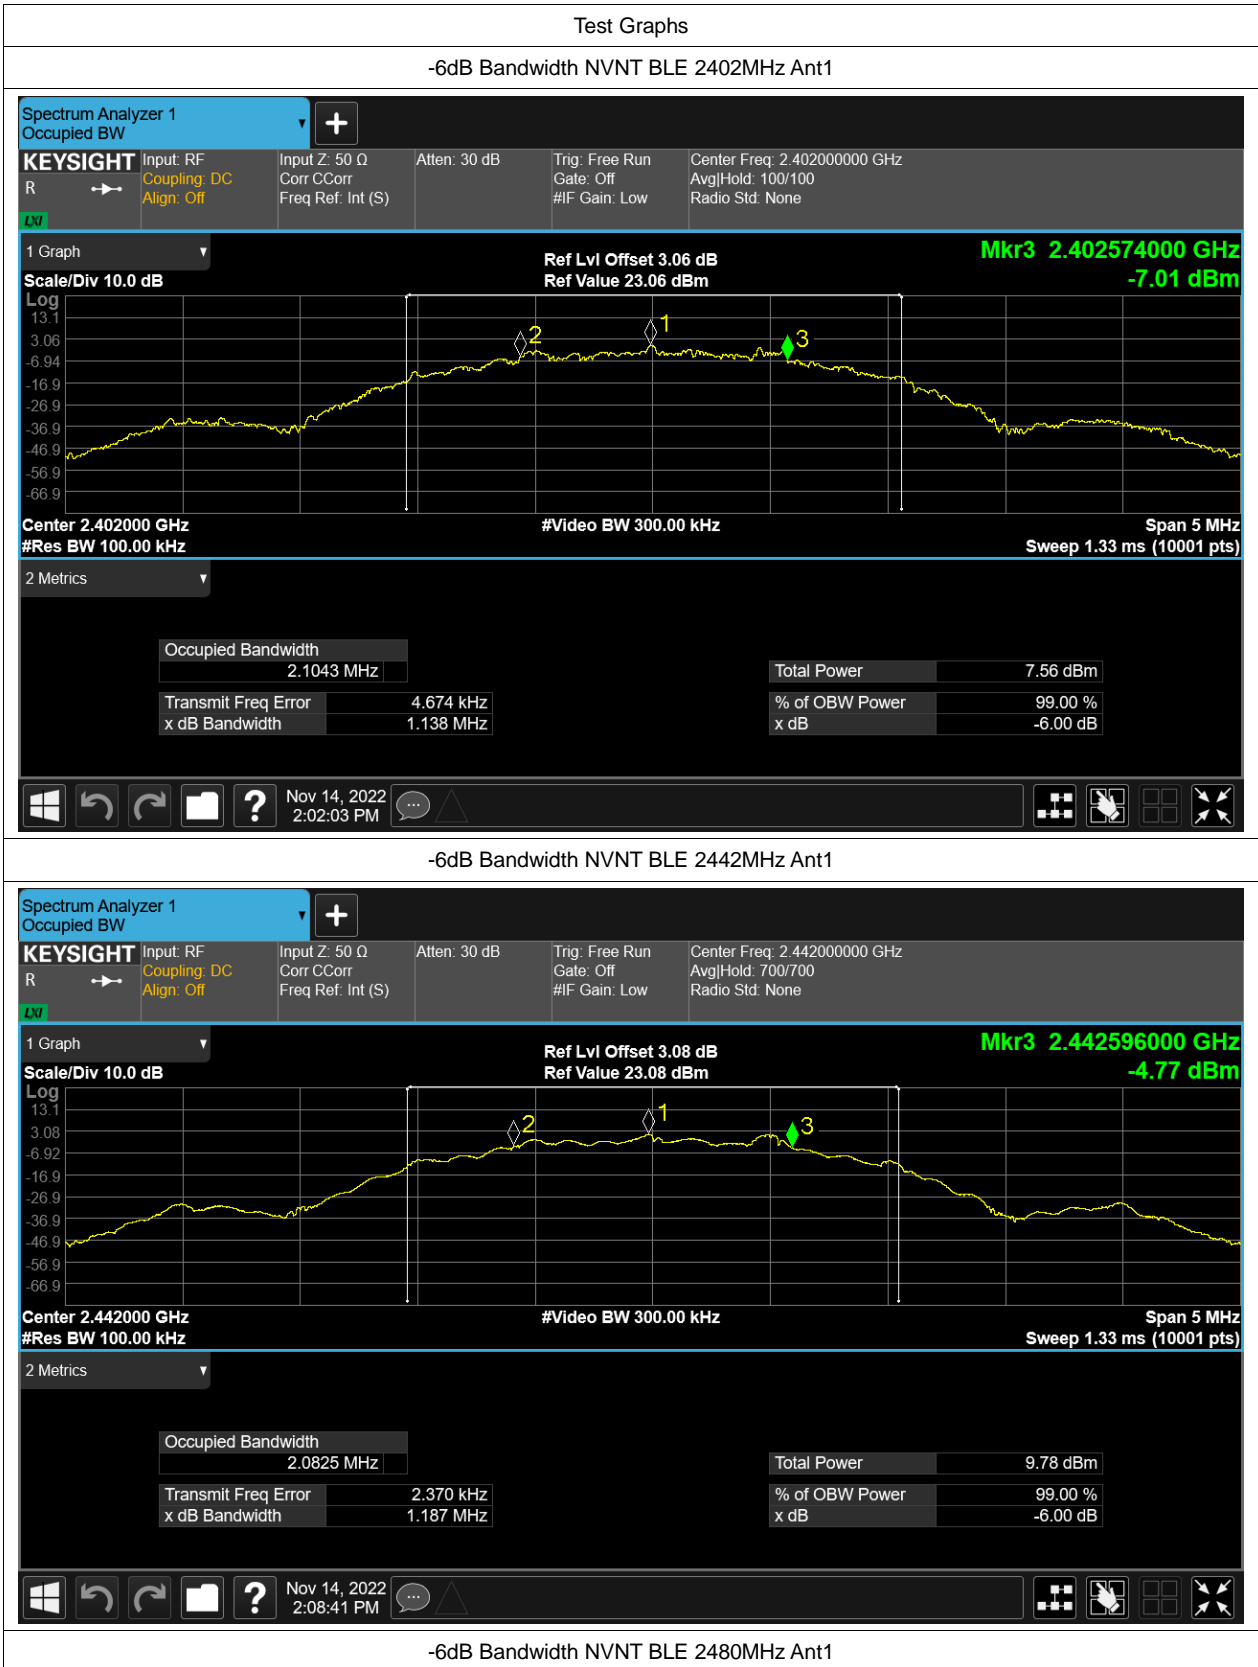 Test Graphs
-6dB Bandwidth NVNT BLE 2402MHz Ant1
Spectrum Analyzer 1
Occupied BW
KEYSIGHT Input: RF Input Z: 50 Ω Atten: 30 dB Trig: Free Run Center Freq: 2.402000000 GHz
R Coupling: DC Corr CCorr Gate: Off Avg|Hold: 100/100
Align: Off Freq Ref: Int (S) #IF Gain: Low Radio Std: None
LXI
1 Graph Ref Lvl Offset 3.06 dB Mkr3 2.402574000 GHz
Scale/Div 10.0 dB Ref Value 23.06 dBm -7.01 dBm
Log
13.1
3.06
-6.94
-16.9
-26.9
-36.9
-46.9
-56.9
-66.9
2 1 3
Center 2.402000 GHz #Video BW 300.00 kHz Span 5 MHz
#Res BW 100.00 kHz Sweep 1.33 ms (10001 pts)
2 Metrics
Occupied Bandwidth
2.1043 MHz Total Power 7.56 dBm
Transmit Freq Error 4.674 kHz % of OBW Power 99.00 %
x dB Bandwidth 1.138 MHz x dB -6.00 dB
Nov 14, 2022
2:02:03 PM
-6dB Bandwidth NVNT BLE 2442MHz Ant1
Spectrum Analyzer 1
Occupied BW
KEYSIGHT Input: RF Input Z: 50 Ω Atten: 30 dB Trig: Free Run Center Freq: 2.442000000 GHz
R Coupling: DC Corr CCorr Gate: Off Avg|Hold: 700/700
Align: Off Freq Ref: Int (S) #IF Gain: Low Radio Std: None
LXI
1 Graph Ref Lvl Offset 3.08 dB Mkr3 2.442596000 GHz
Scale/Div 10.0 dB Ref Value 23.08 dBm -4.77 dBm
Log
13.1
3.08
-6.92
-16.9
-26.9
-36.9
-46.9
-56.9
-66.9
2 1 3
Center 2.442000 GHz #Video BW 300.00 kHz Span 5 MHz
#Res BW 100.00 kHz Sweep 1.33 ms (10001 pts)
2 Metrics
Occupied Bandwidth
2.0825 MHz Total Power 9.78 dBm
Transmit Freq Error 2.370 kHz % of OBW Power 99.00 %
x dB Bandwidth 1.187 MHz x dB -6.00 dB
Nov 14, 2022
2:08:41 PM
-6dB Bandwidth NVNT BLE 2480MHz Ant1